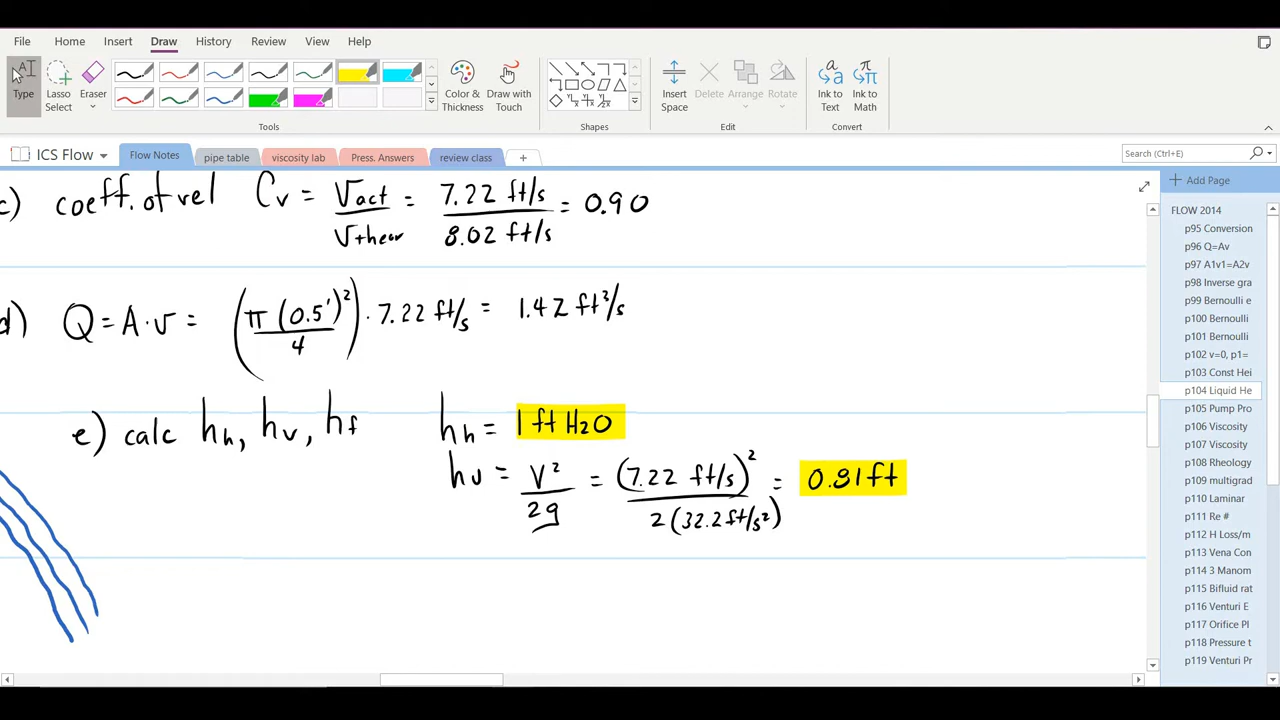 File Home Insert Draw History Review View Help
Type
Lasso Select
Eraser
Color & Thickness
Draw with Touch
Insert Space
Delete
Arrange
Rotate
Ink to Text
Ink to Math
Tools
Shapes
Edit
Convert
ICS Flow
Flow Notes
pipe table
viscosity lab
Press. Answers
review class
Search (Ctrl+E)
c) coeff. of vel Cv = Vact / Vtheor = 7.22 ft/s / 8.02 ft/s = 0.90
d) Q = A·v = (π (0.5')² / 4) · 7.22 ft/s = 1.42 ft³/s
e) calc hh, hv, hf hh = 1 ft H2O
hv = V² / 2g = (7.22 ft/s)² / 2(32.2 ft/s²) = 0.81 ft
Add Page
FLOW 2014
p95 Conversion
p96 Q=Av
p97 A1v1=A2v
p98 Inverse gra
p99 Bernoulli e
p100 Bernoulli
p101 Bernoulli
p102 v=0, p1=
p103 Const Hei
p104 Liquid He
p105 Pump Pro
p106 Viscosity
p107 Viscosity
p108 Rheology
p109 multigrad
p110 Laminar
p111 Re #
p112 H Loss/m
p113 Vena Con
p114 3 Manom
p115 Bifluid rat
p116 Venturi E
p117 Orifice Pl
p118 Pressure t
p119 Venturi Pr